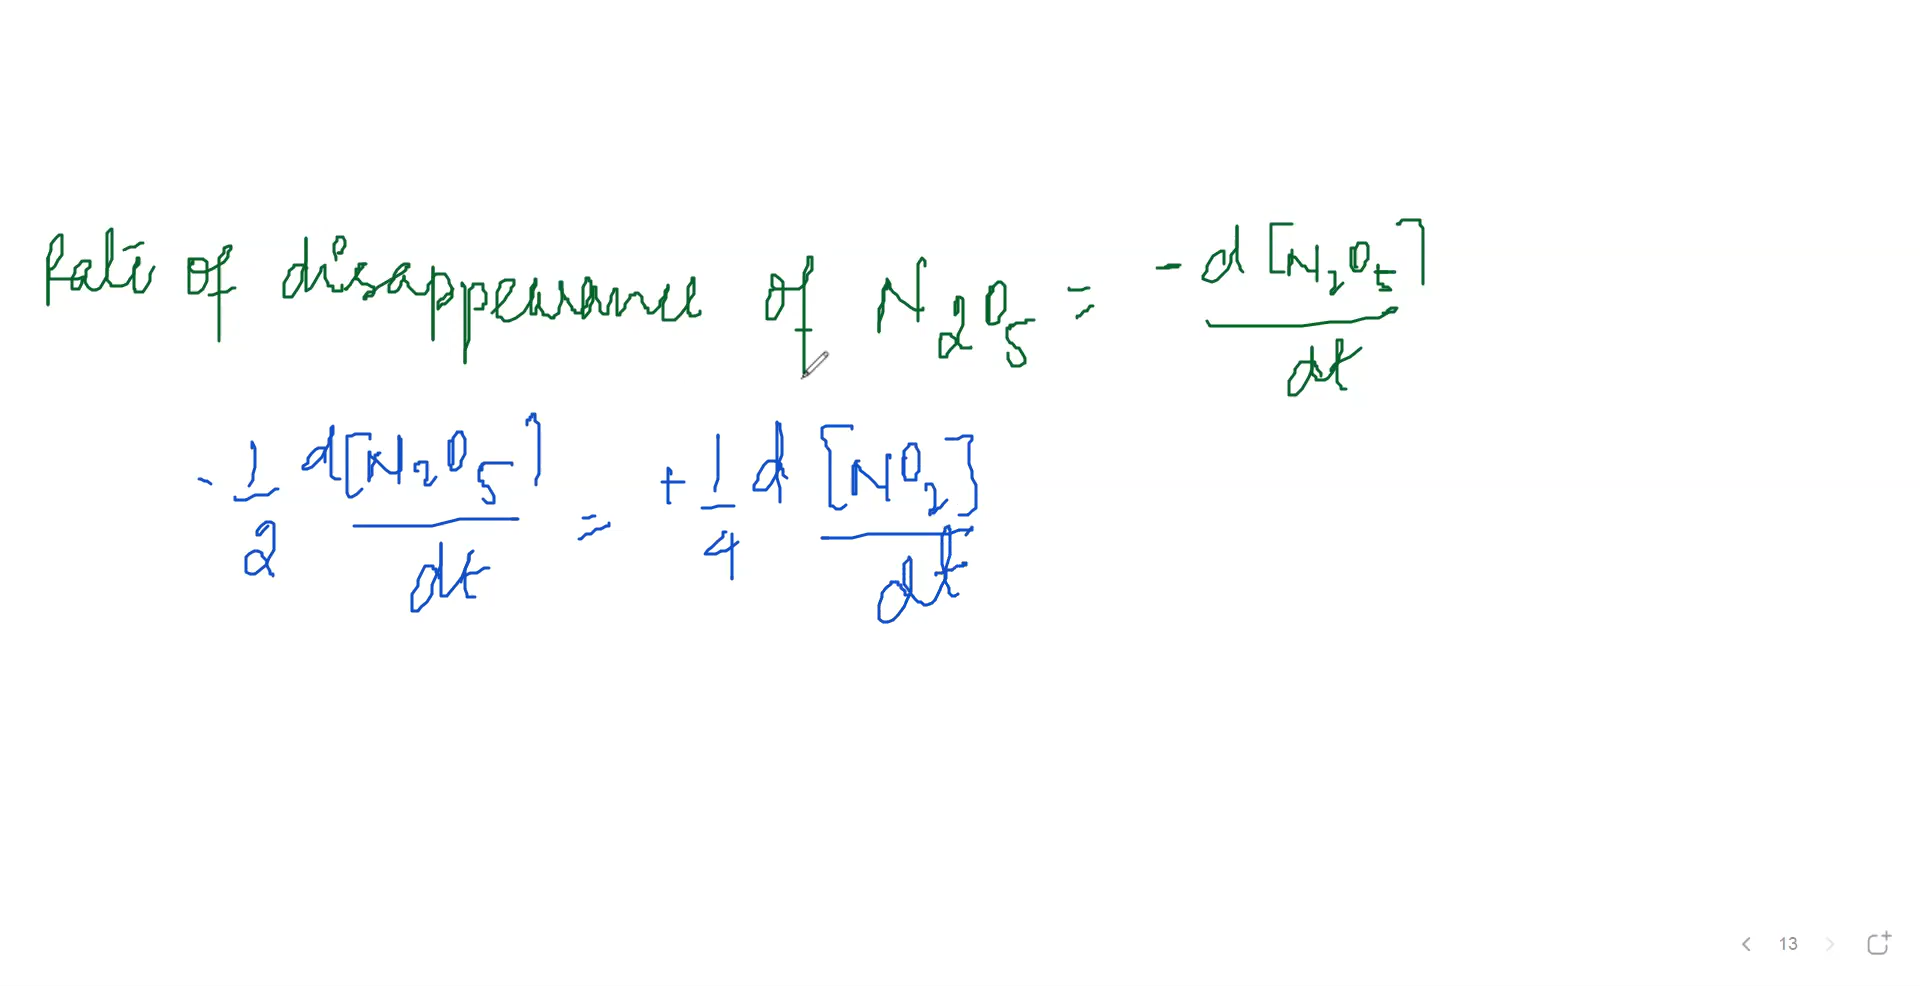 Rate of disappearance of N₂O₅ = - d[N₂O₅]/dt
- 1/2 d[N₂O₅]/dt = + 1/4 d[NO₂]/dt
13